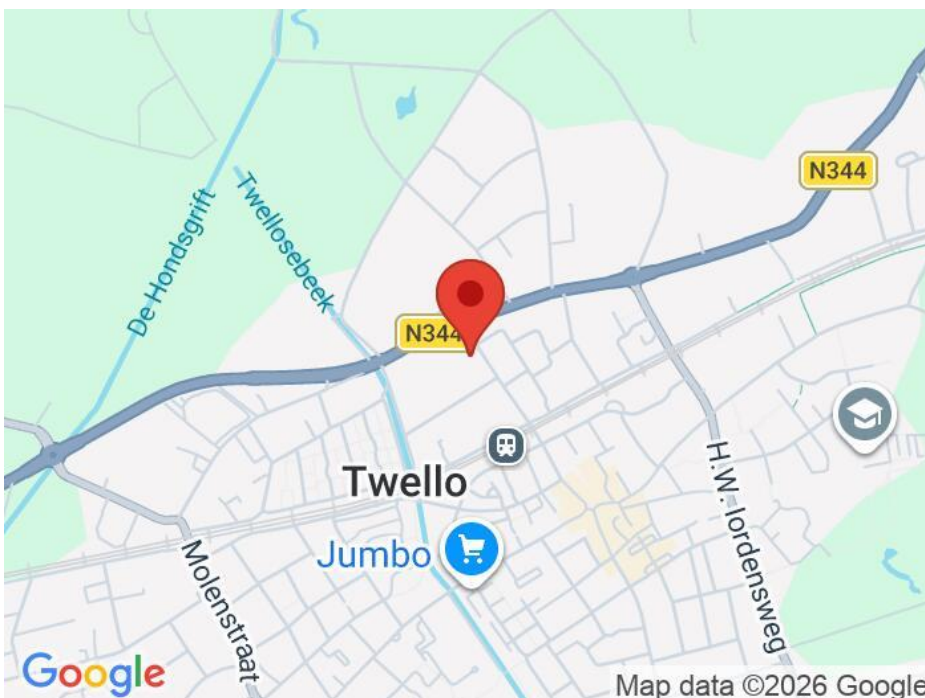 N344
De Hondsgrift
Twellosebeek
N344
Twello
Jumbo
H.W. Iordensweg
Molenstraat
Google
Map data ©2026 Google